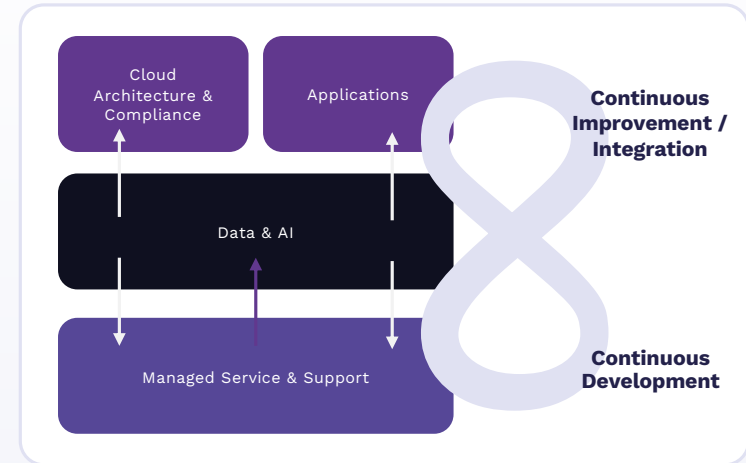 Cloud
Architecture &
Compliance
Applications
Continuous
Improvement /
Integration
Data & AI
Managed Service & Support
Continuous
Development